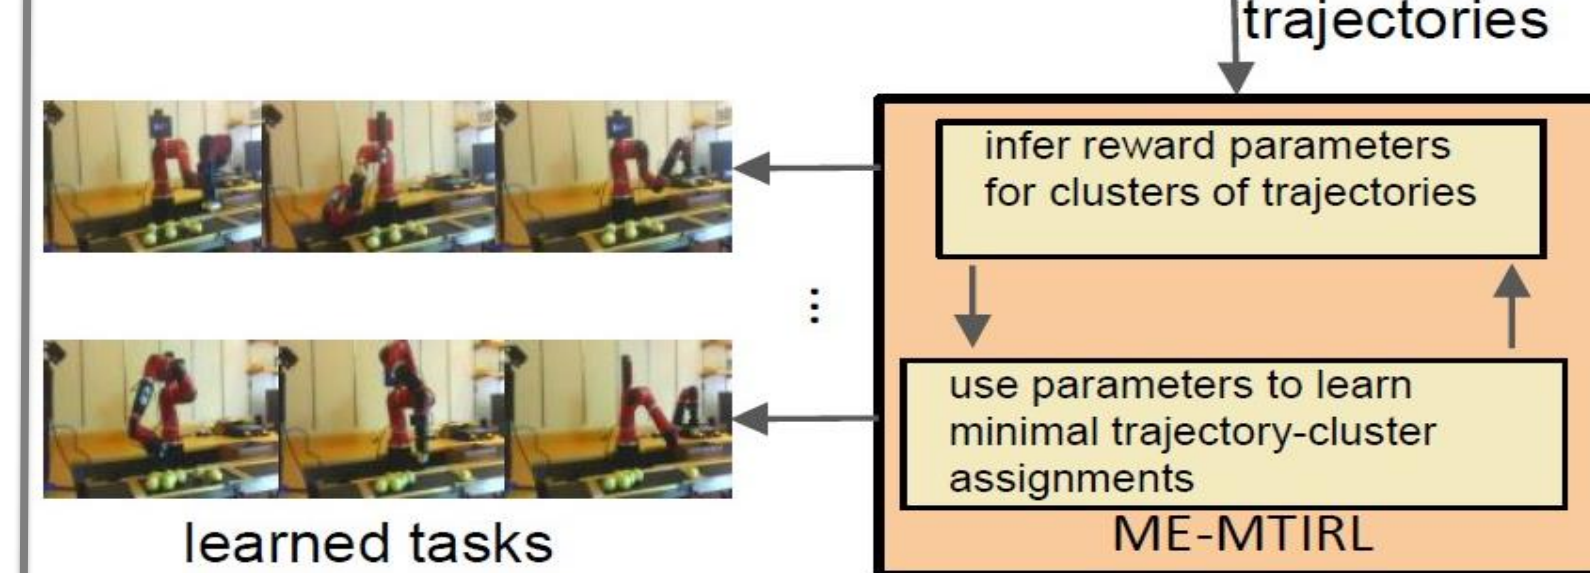 trajectories
infer reward parameters
for clusters of trajectories
use parameters to learn
minimal trajectory-cluster
assignments
ME-MTIRL
learned tasks